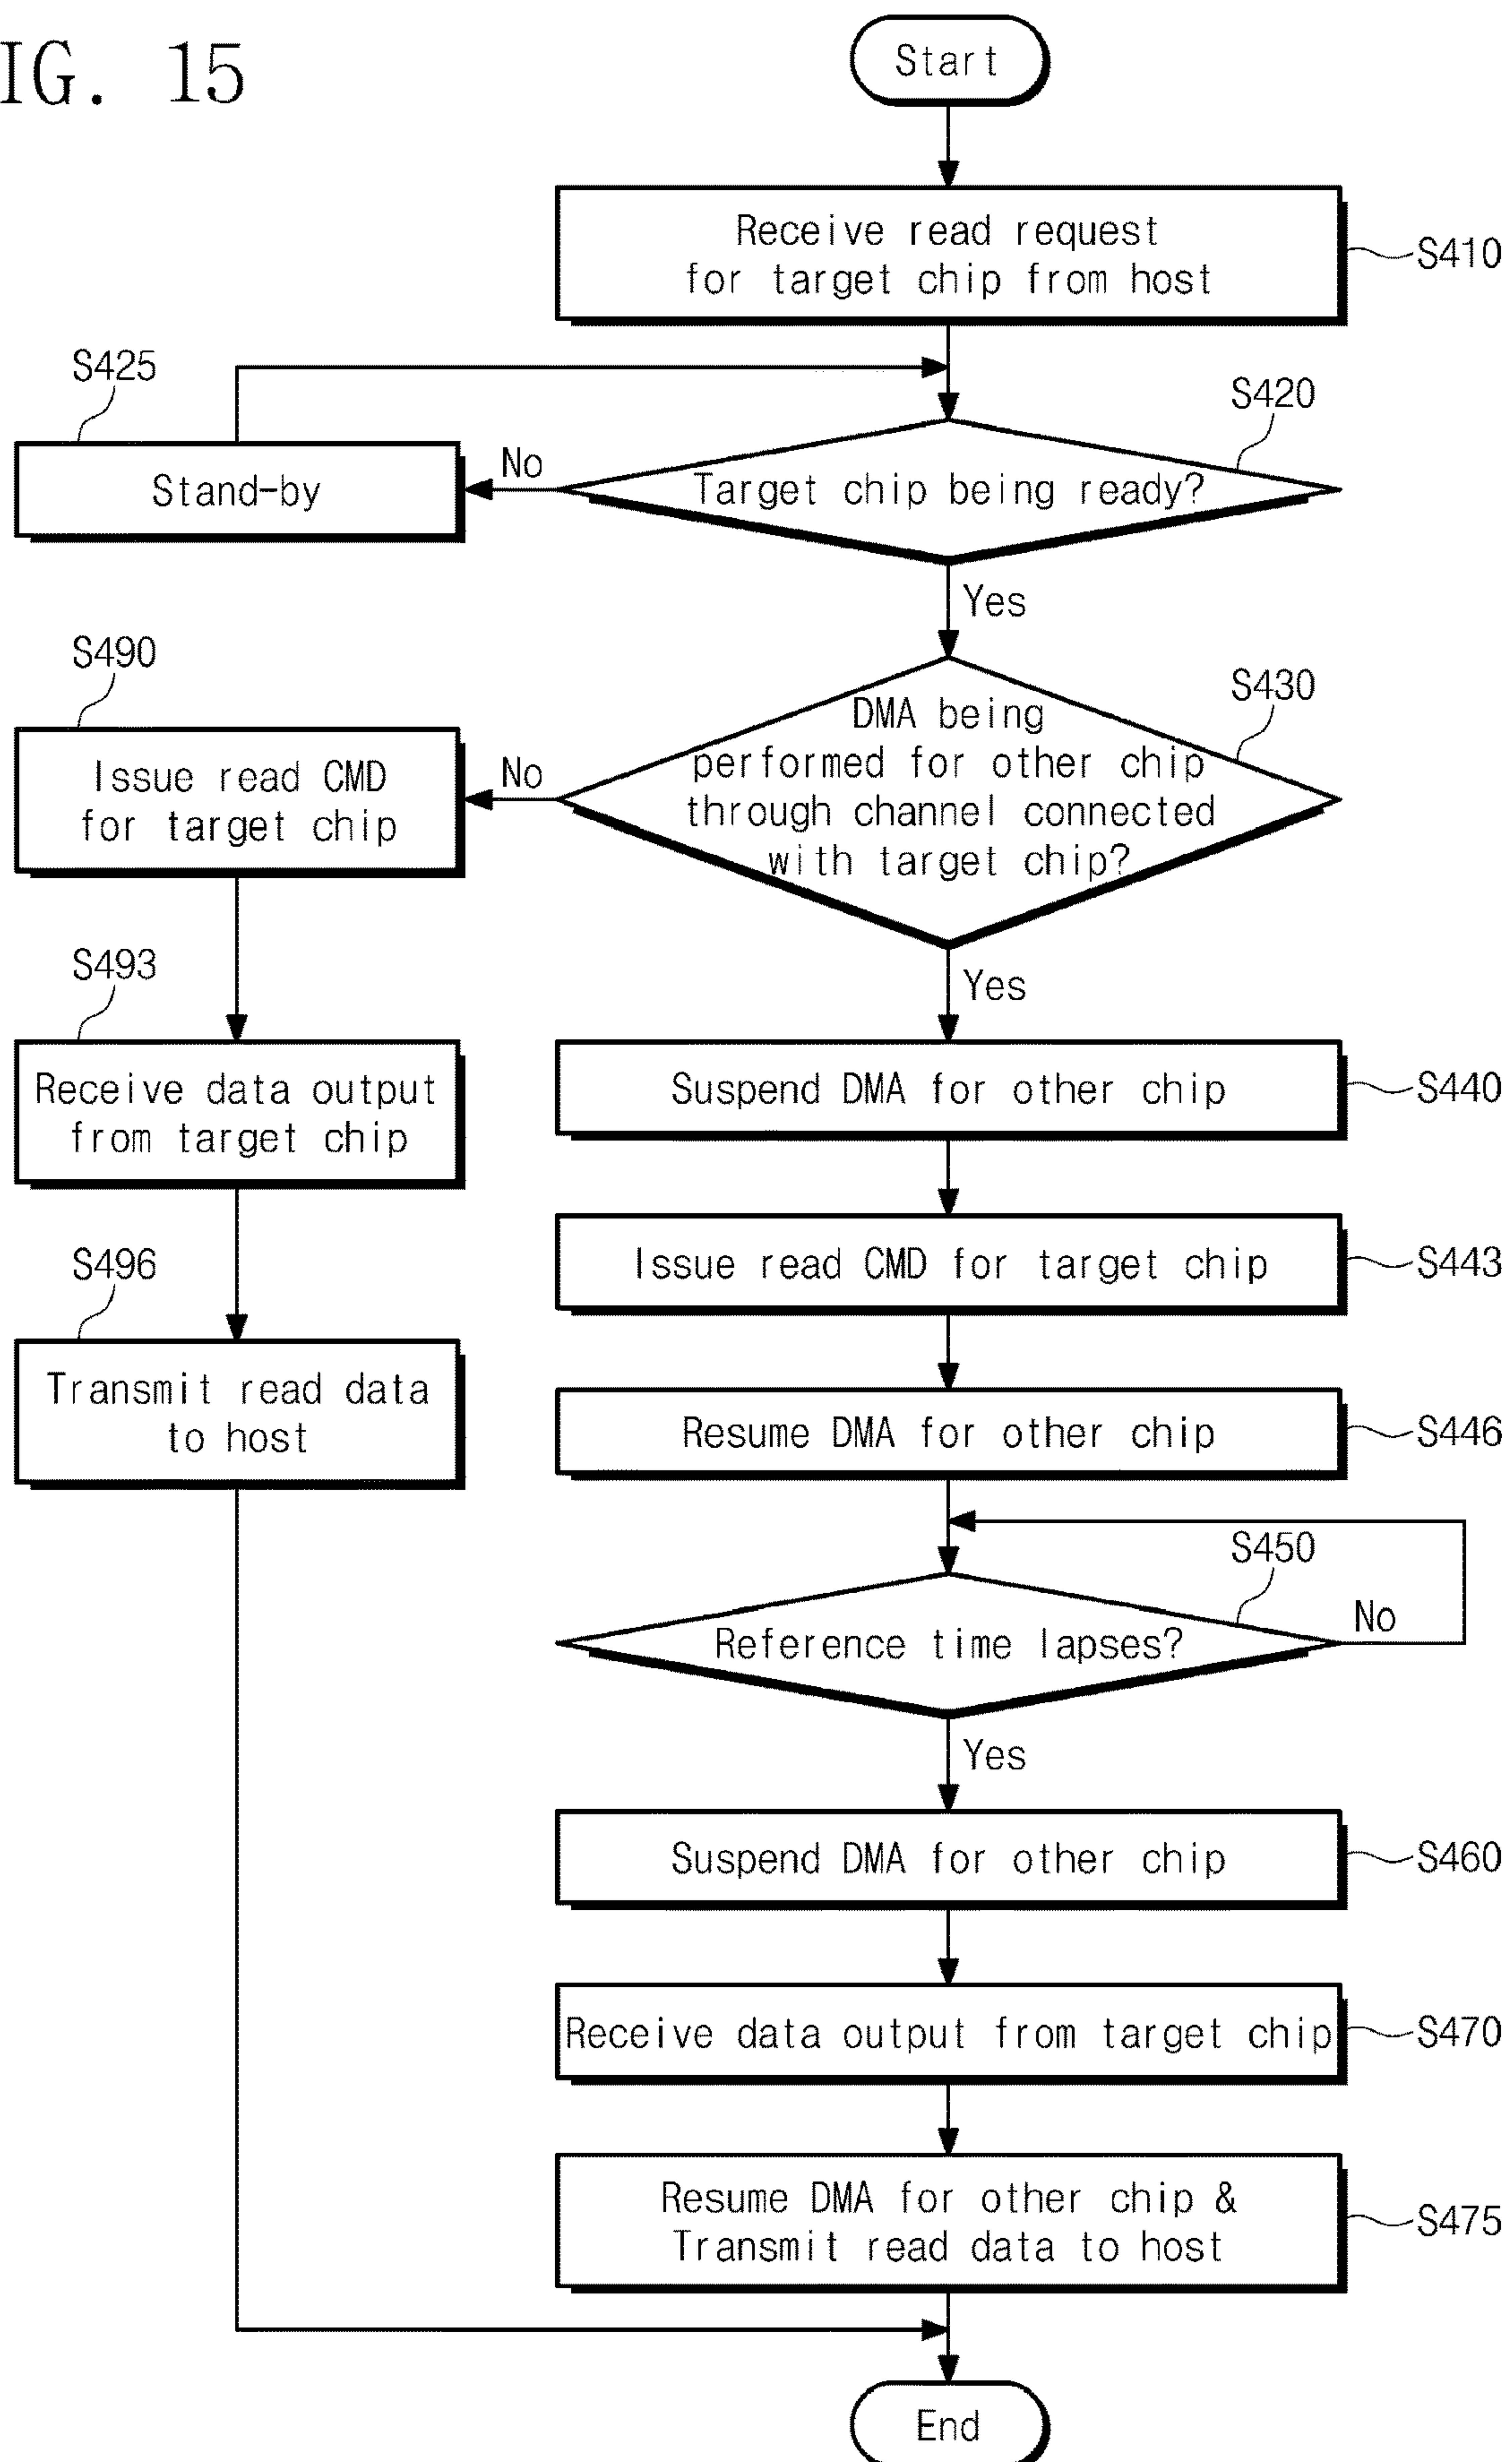 IG. 15
Start
Receive read request
for target chip from host
S410
S425
Stand-by
No
S420
Target chip being ready?
Yes
S490
Issue read CMD
for target chip
No
S430
DMA being
performed for other chip
through channel connected
with target chip?
Yes
S493
Receive data output
from target chip
Suspend DMA for other chip
S440
Issue read CMD for target chip
S443
S496
Transmit read data
to host
Resume DMA for other chip
S446
S450
Reference time lapses?
No
Yes
Suspend DMA for other chip
S460
Receive data output from target chip
S470
Resume DMA for other chip &
Transmit read data to host
S475
End